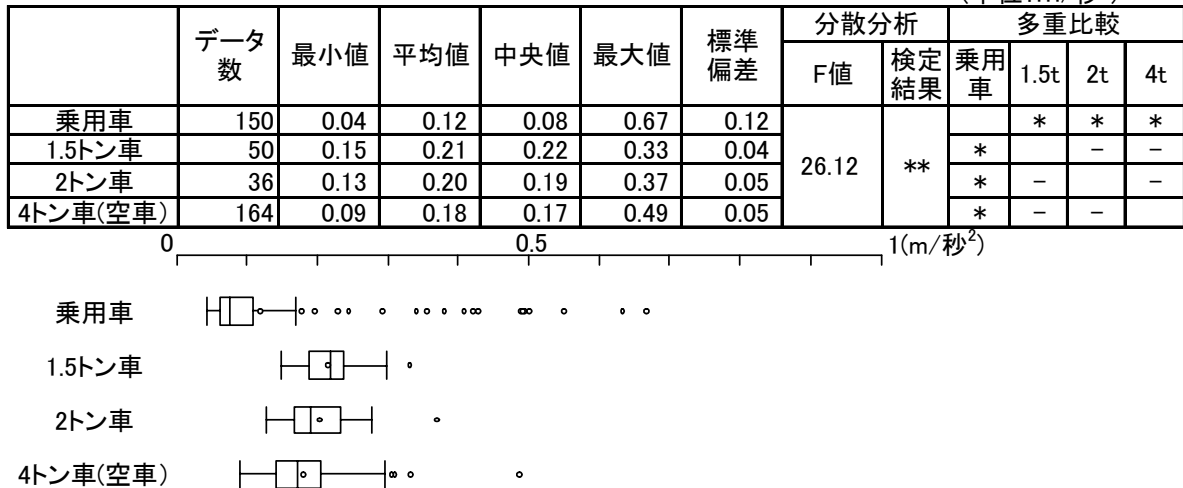 分散分析 多重比較
データ数 最小値 平均値 中央値 最大値 標準偏差 F値 検定結果 乗用車 1.5t 2t 4t
乗用車 150 0.04 0.12 0.08 0.67 0.12 26.12 ** * * *
1.5トン車 50 0.15 0.21 0.22 0.33 0.04 * － －
2トン車 36 0.13 0.20 0.19 0.37 0.05 * － －
4トン車(空車) 164 0.09 0.18 0.17 0.49 0.05 * － －
0 0.5 1(m/秒²)
乗用車
1.5トン車
2トン車
4トン車(空車)